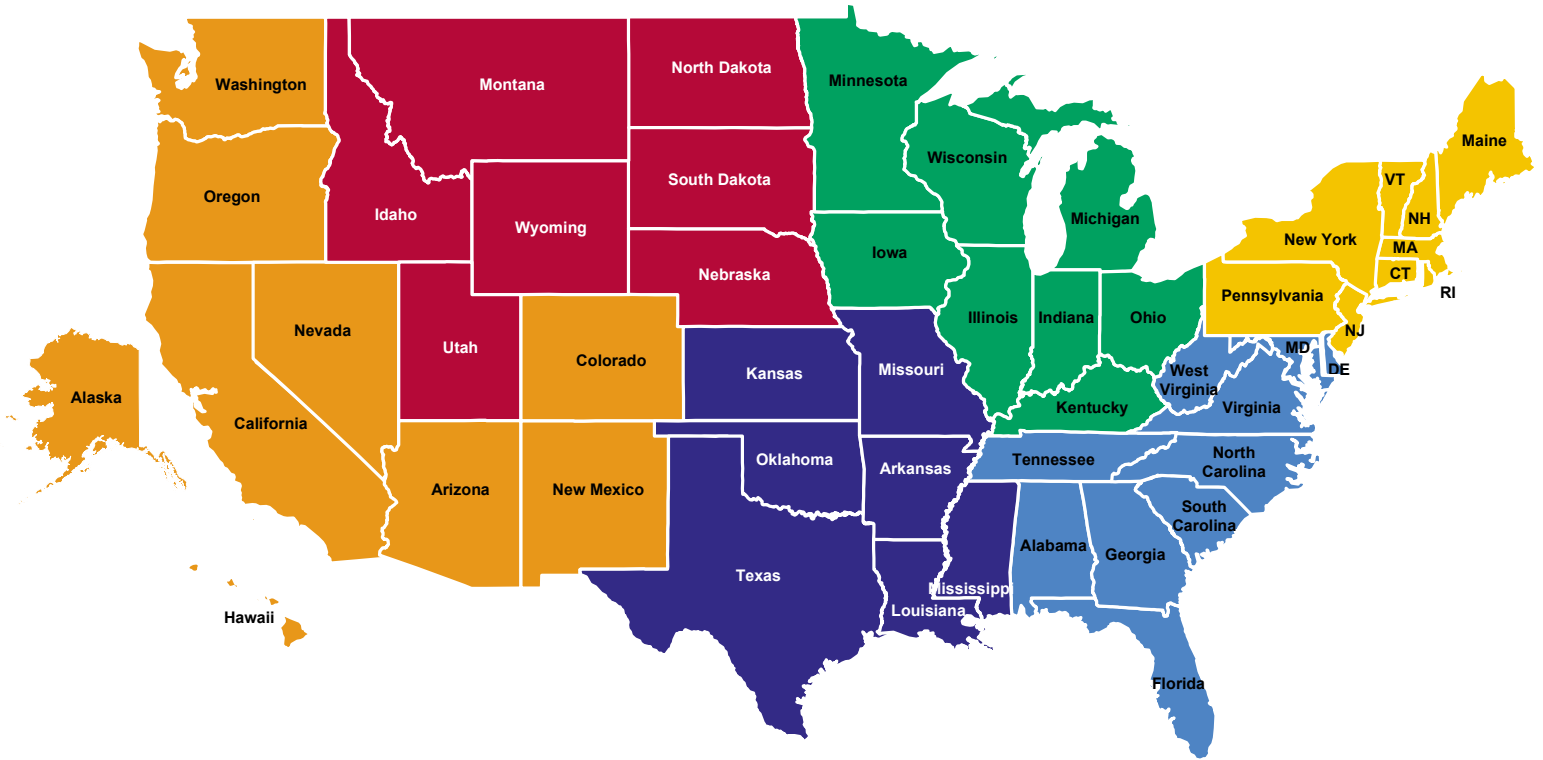 Washington
Montana
North Dakota
Minnesota
Oregon
Idaho
Wyoming
South Dakota
Wisconsin
Michigan
Maine
VT
NH
New York
MA
CT
RI
Nebraska
Iowa
Pennsylvania
NJ
Nevada
Utah
Colorado
Kansas
Missouri
Illinois
Indiana
Ohio
MD
DE
West
Virginia
Virginia
Kentucky
Alaska
California
Arizona
New Mexico
Oklahoma
Arkansas
Tennessee
North
Carolina
South
Carolina
Texas
Mississipp
Louisiana
Alabama
Georgia
Hawaii
Florida